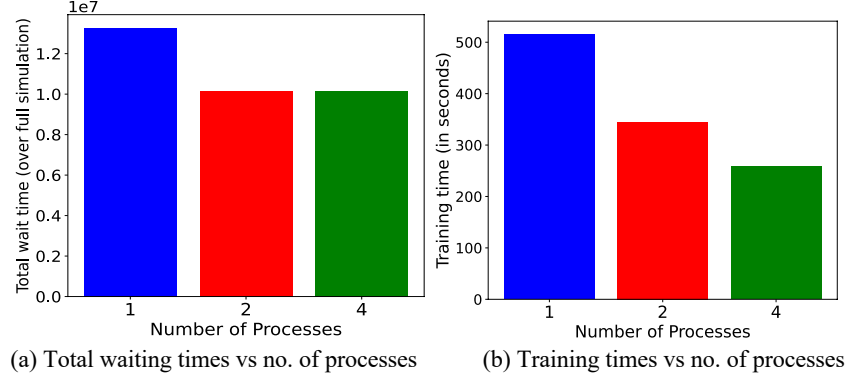 1e7
Total wait time (over full simulation)
1.2
1.0
0.8
0.6
0.4
0.2
0.0
1 2 4
Number of Processes
(a) Total waiting times vs no. of processes
Training time (in seconds)
500
400
300
200
100
0
1 2 4
Number of Processes
(b) Training times vs no. of processes